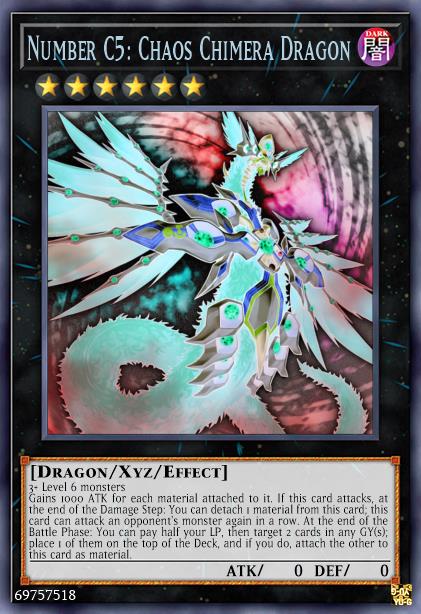 NUMBER C5: CHAOS CHIMERA DRAGON
DARK
闇
[DRAGON/XYZ/EFFECT]
3+ Level 6 monsters
Gains 1000 ATK for each material attached to it. If this card attacks, at
the end of the Damage Step: You can detach 1 material from this card; this
card can attack an opponent's monster again in a row. At the end of the
Battle Phase: You can pay half your LP, then target 2 cards in any GY(s);
place 1 of them on the top of the Deck, and if you do, attach the other to
this card as material.
ATK/ 0 DEF/ 0
69757518